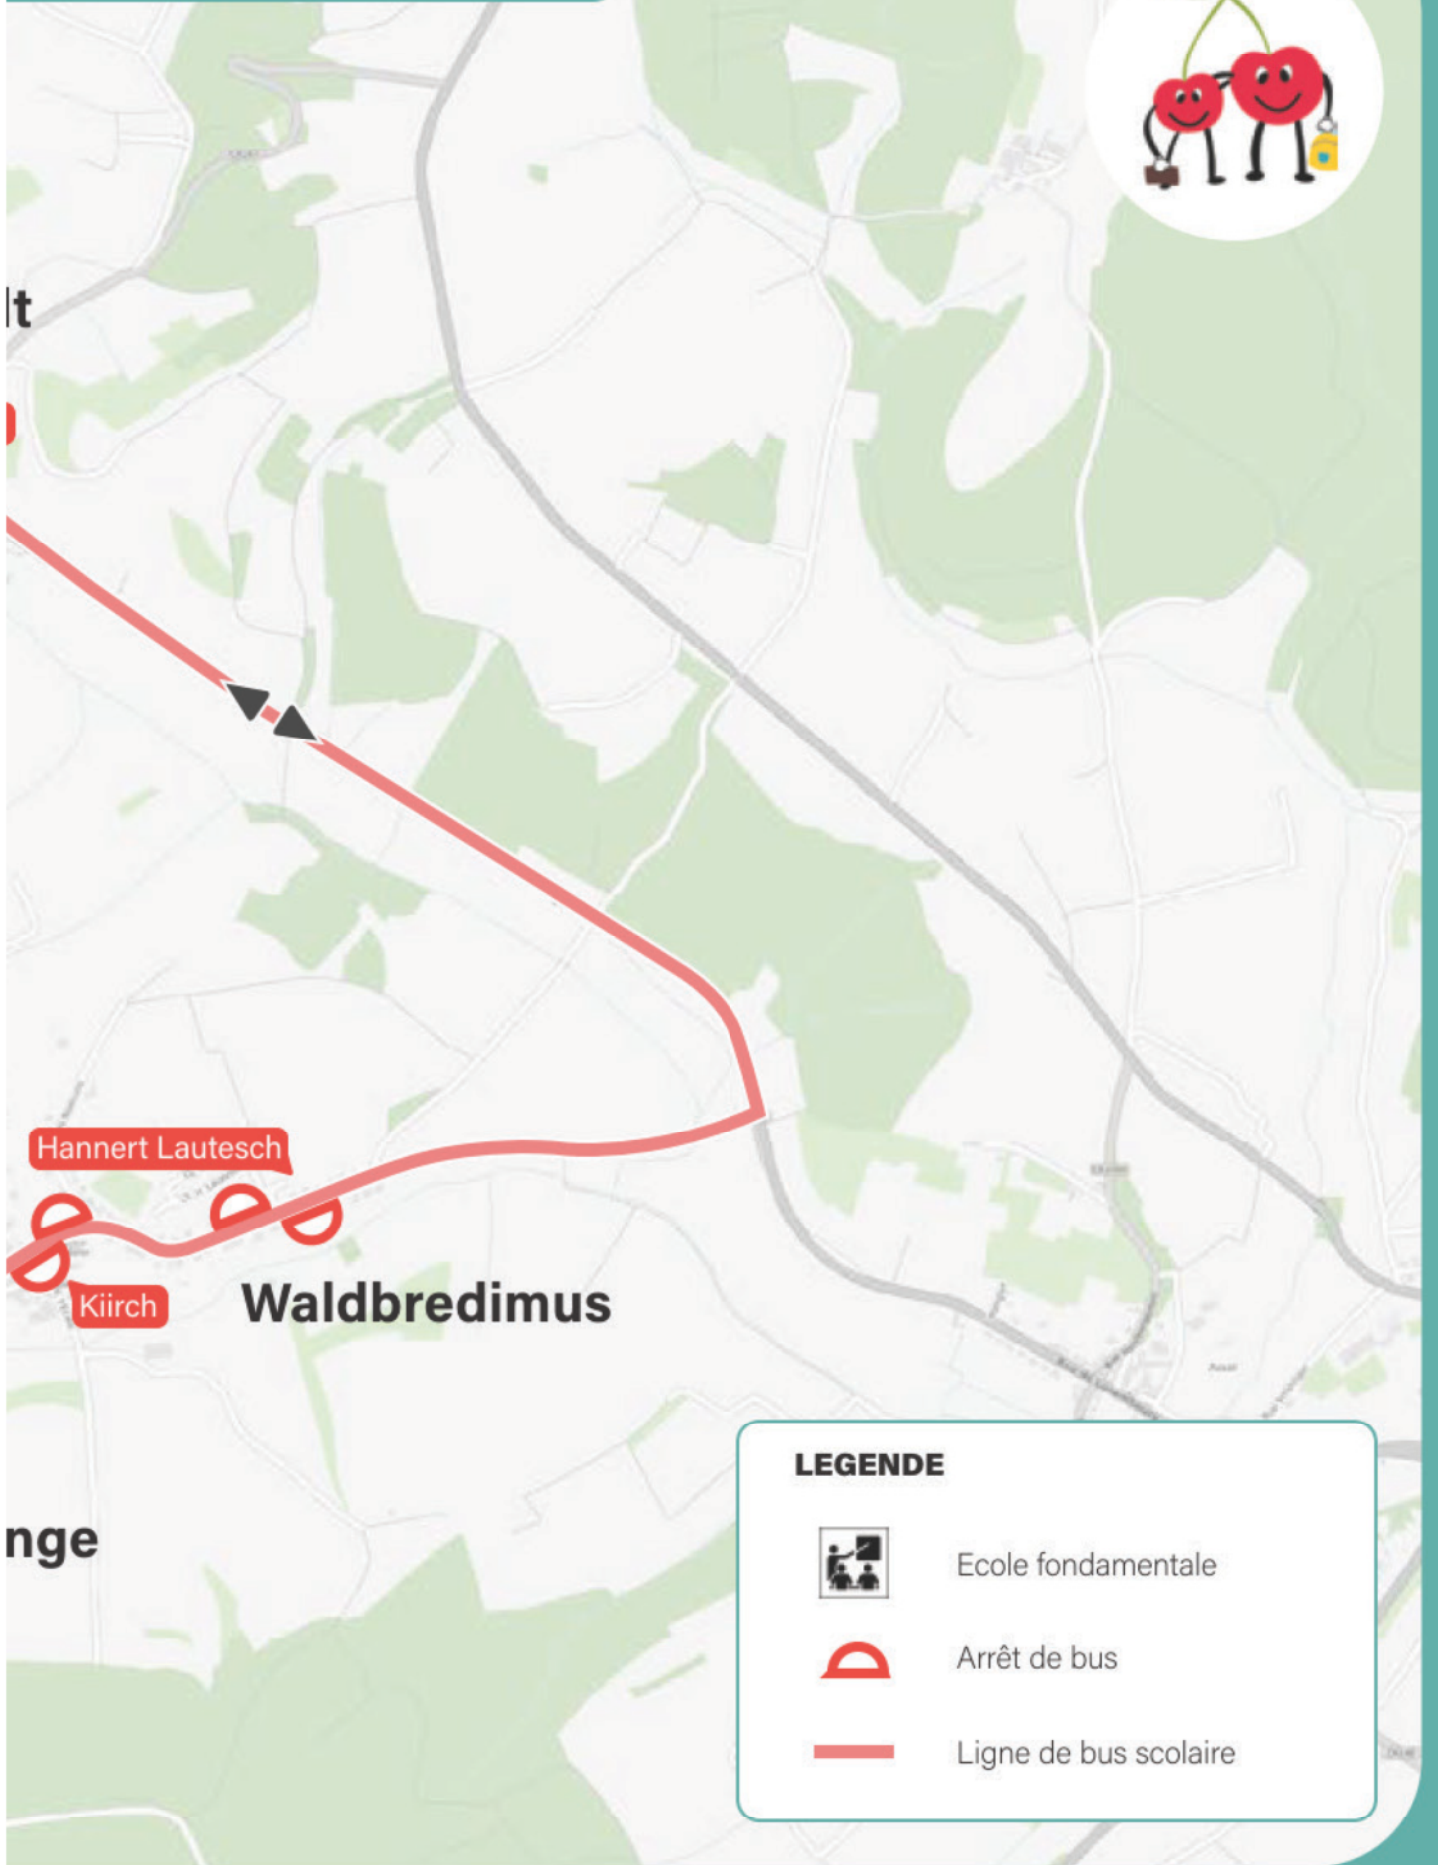 lt
Hannert Lautesch
Kiirch
Waldbredimus
nge
LEGENDE
Ecole fondamentale
Arrêt de bus
Ligne de bus scolaire